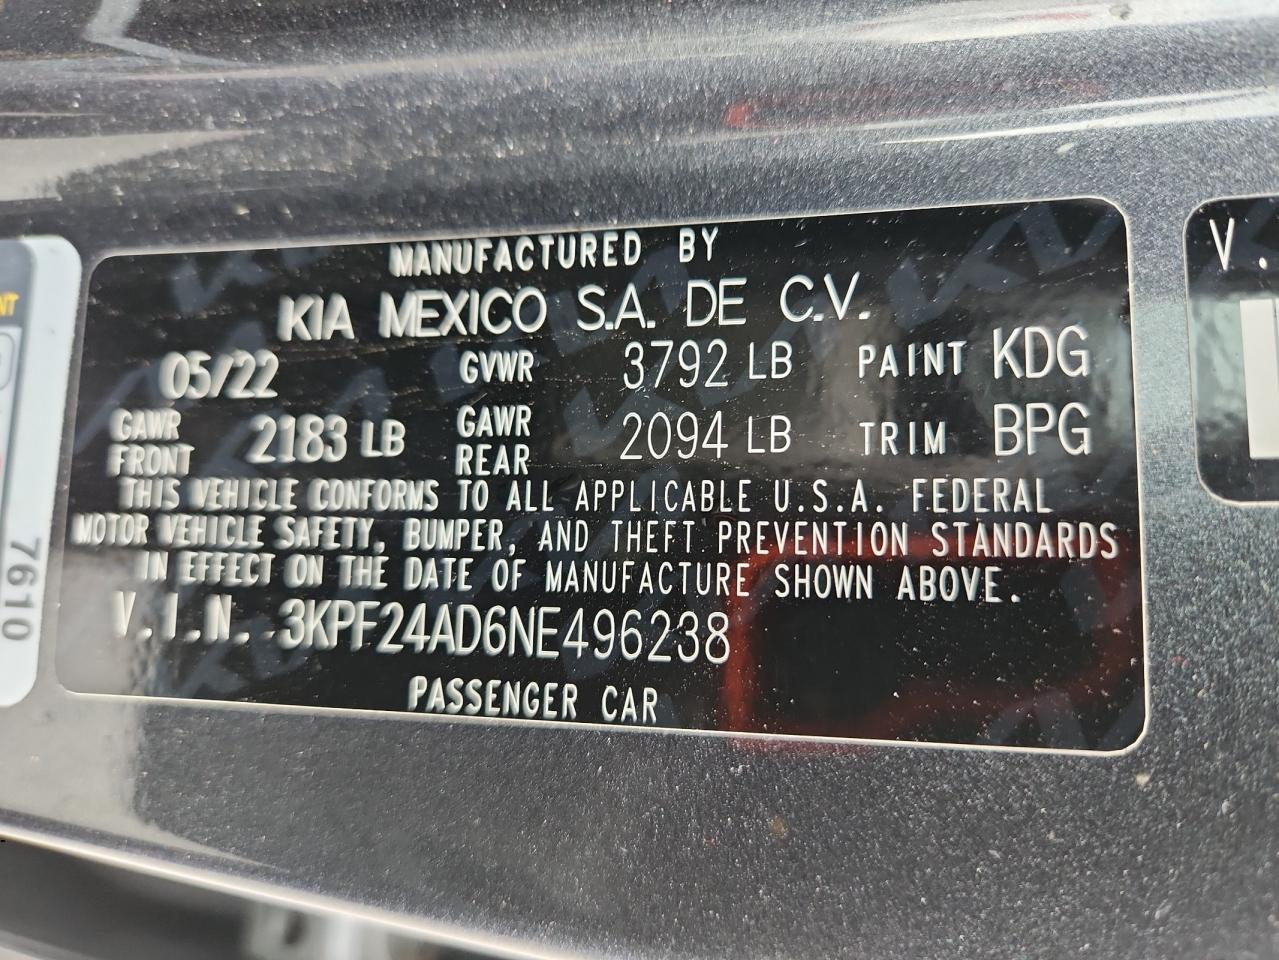 MANUFACTURED BY
KIA MEXICO S.A. DE C.V.
05/22 GVWR 3792 LB PAINT KDG
GAWR FRONT 2183 LB GAWR REAR 2094 LB TRIM BPG
THIS VEHICLE CONFORMS TO ALL APPLICABLE U.S.A. FEDERAL
MOTOR VEHICLE SAFETY, BUMPER, AND THEFT PREVENTION STANDARDS
IN EFFECT ON THE DATE OF MANUFACTURE SHOWN ABOVE.
V.I.N. 3KPF24AD6NE496238
PASSENGER CAR
7610
V.